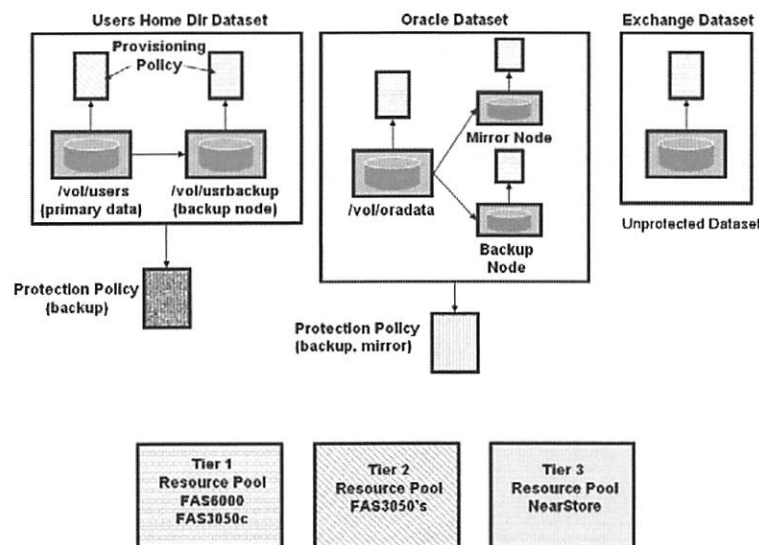 Users Home Dir Dataset
Provisioning
Policy
/vol/users
(primary data)
/vol/usrbackup
(backup node)
Protection Policy
(backup)
Oracle Dataset
Mirror Node
/vol/oradata
Backup
Node
Protection Policy
(backup, mirror)
Exchange Dataset
Unprotected Dataset
Tier 1
Resource Pool
FAS6000
FAS3050c
Tier 2
Resource Pool
FAS3050's
Tier 3
Resource Pool
NearStore